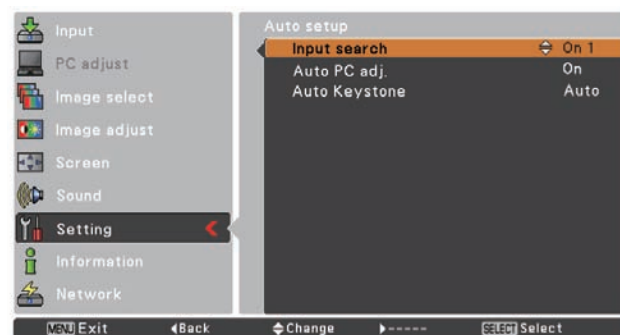 Input
PC adjust
Image select
Image adjust
Screen
Sound
Setting
Information
Network
Auto setup
Input search On 1
Auto PC adj. On
Auto Keystone Auto
MENU Exit Back Change ----- SELECT Select